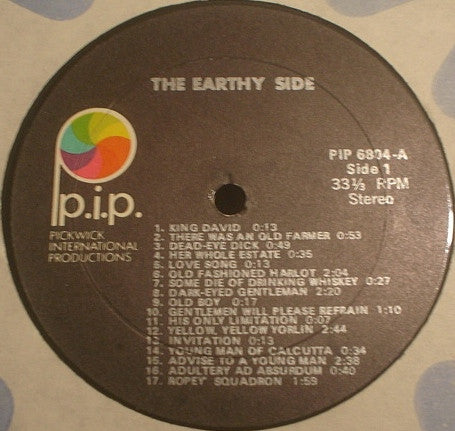 THE EARTHY SIDE
p.i.p.
PICKWICK
INTERNATIONAL
PRODUCTIONS
PIP 6804-A
Side 1
33⅓ RPM
Stereo
1. KING DAVID 0:13
2. THERE WAS AN OLD FARMER 0:53
3. DEAD-EYE DICK 0:49
4. HER WHOLE ESTATE 0:35
5. LOVE SONG 0:13
6. OLD FASHIONED HARLOT 2:04
7. SOME DIE OF DRINKING WHISKEY 0:27
8. DARK-EYED GENTLEMAN 2:20
9. OLD BOY 0:17
10. GENTLEMEN WILL PLEASE REFRAIN 1:10
11. HIS ONLY LIMITATION 0:07
12. YELLOW, YELLOW YORLIN 2:44
13. INVITATION 0:13
14. YOUNG MAN OF CALCUTTA 0:34
15. ADVISE TO A YOUNG MAN 2:38
16. ADULTERY AD ABSURDUM 0:40
17. ROPEY SQUADRON 1:59